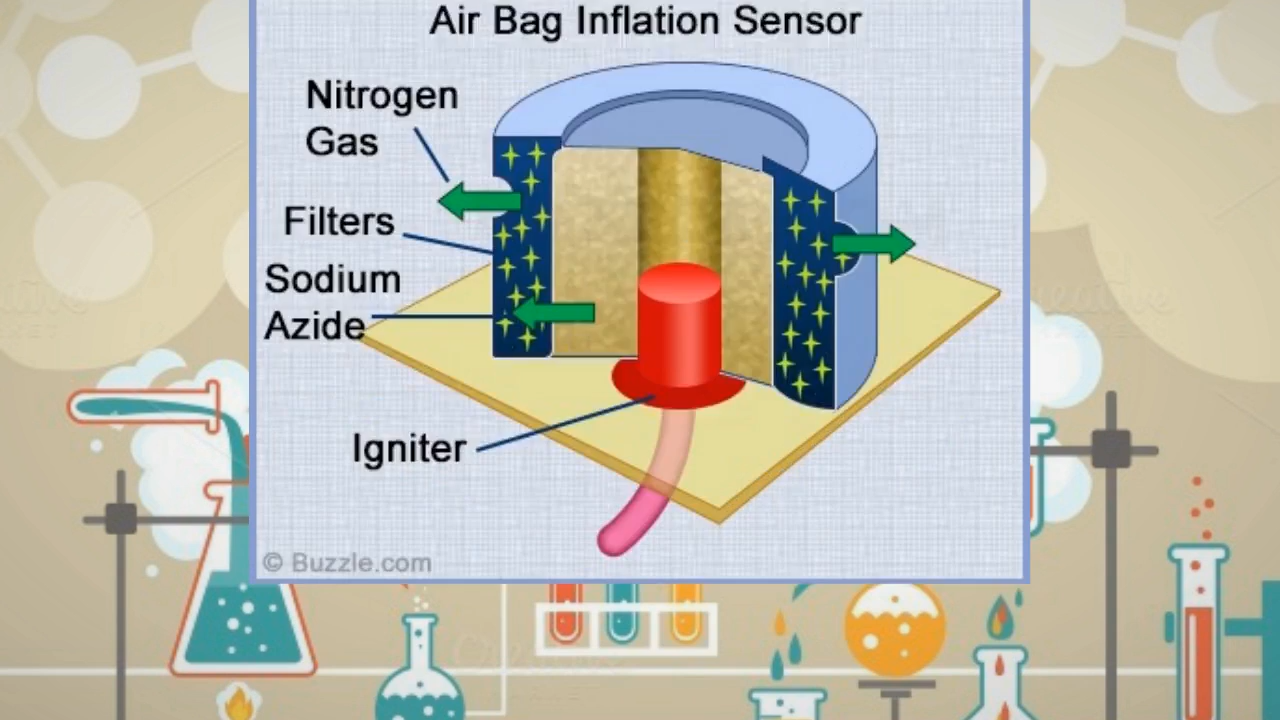 Air Bag Inflation Sensor
Nitrogen
Gas
Filters
Sodium
Azide
Igniter
© Buzzle.com